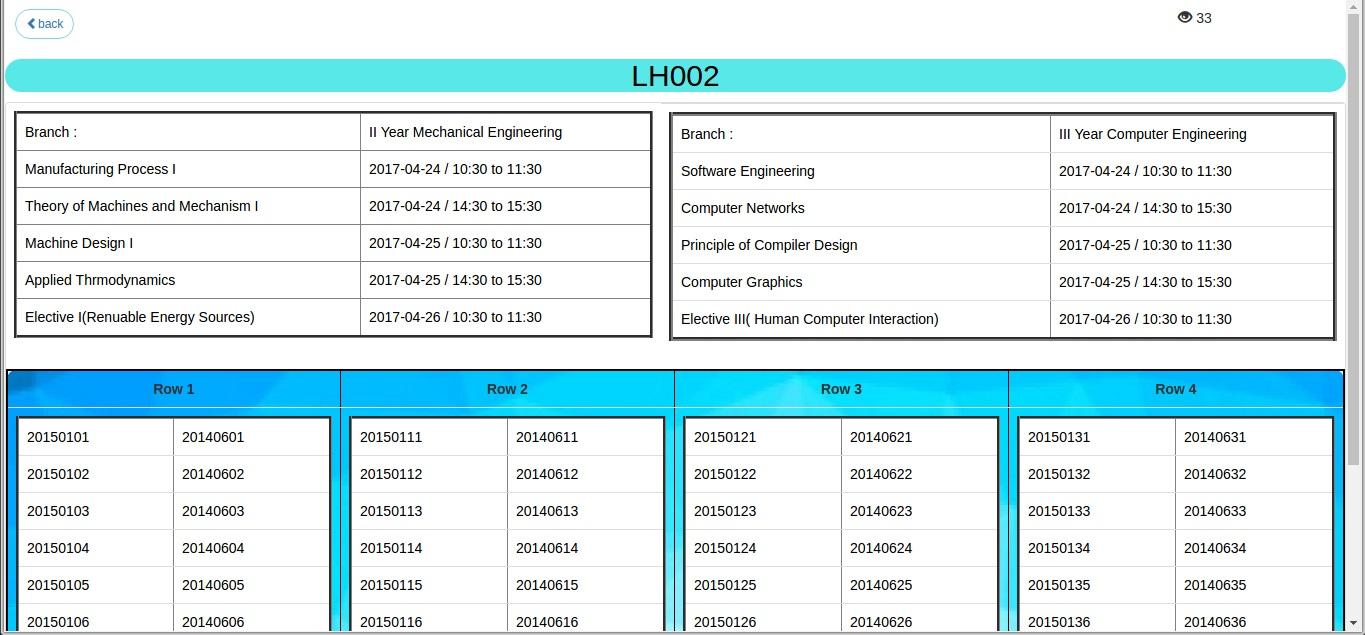 back
33
LH002
Branch : II Year Mechanical Engineering
Manufacturing Process I 2017-04-24 / 10:30 to 11:30
Theory of Machines and Mechanism I 2017-04-24 / 14:30 to 15:30
Machine Design I 2017-04-25 / 10:30 to 11:30
Applied Thrmodynamics 2017-04-25 / 14:30 to 15:30
Elective I(Renuable Energy Sources) 2017-04-26 / 10:30 to 11:30
Branch : III Year Computer Engineering
Software Engineering 2017-04-24 / 10:30 to 11:30
Computer Networks 2017-04-24 / 14:30 to 15:30
Principle of Compiler Design 2017-04-25 / 10:30 to 11:30
Computer Graphics 2017-04-25 / 14:30 to 15:30
Elective III( Human Computer Interaction) 2017-04-26 / 10:30 to 11:30
Row 1 Row 2 Row 3 Row 4
20150101 20140601 20150111 20140611 20150121 20140621 20150131 20140631
20150102 20140602 20150112 20140612 20150122 20140622 20150132 20140632
20150103 20140603 20150113 20140613 20150123 20140623 20150133 20140633
20150104 20140604 20150114 20140614 20150124 20140624 20150134 20140634
20150105 20140605 20150115 20140615 20150125 20140625 20150135 20140635
20150106 20140606 20150116 20140616 20150126 20140626 20150136 20140636